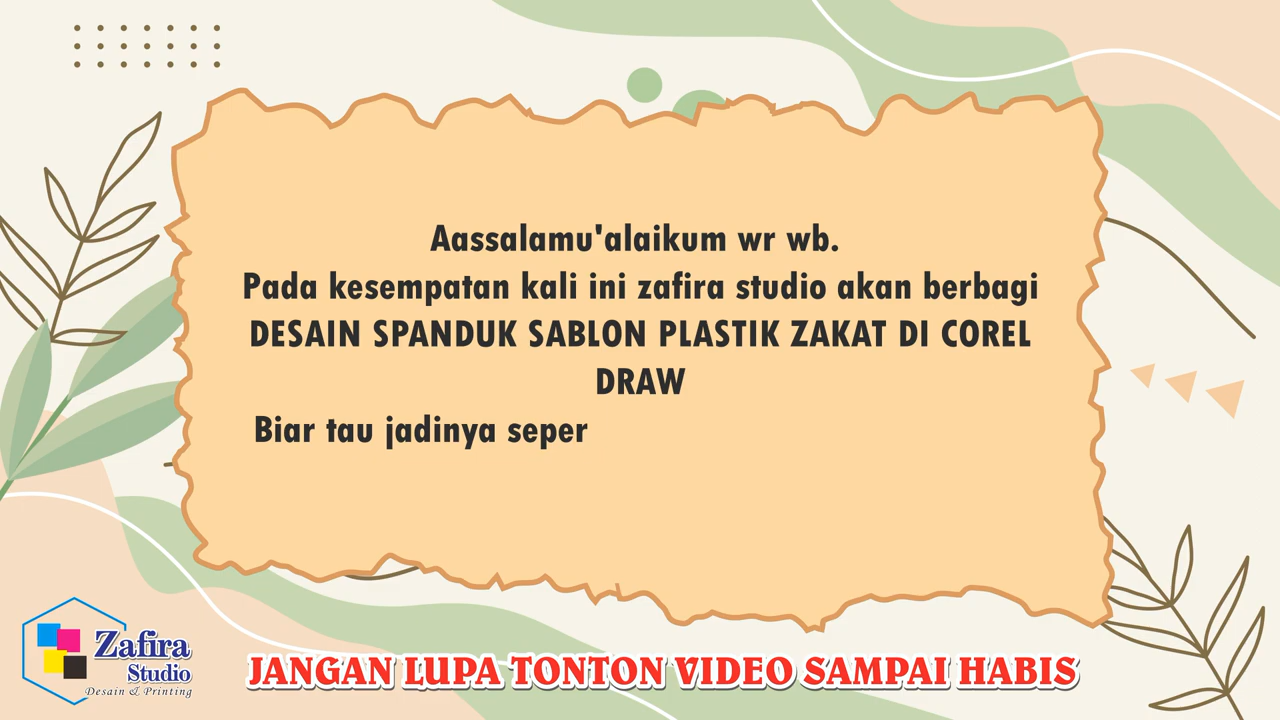 Aassalamu'alaikum wr wb.
Pada kesempatan kali ini zafira studio akan berbagi
DESAIN SPANDUK SABLON PLASTIK ZAKAT DI COREL
DRAW
Biar tau jadinya seper
Zafira
Studio
Desain & Printing
JANGAN LUPA TONTON VIDEO SAMPAI HABIS